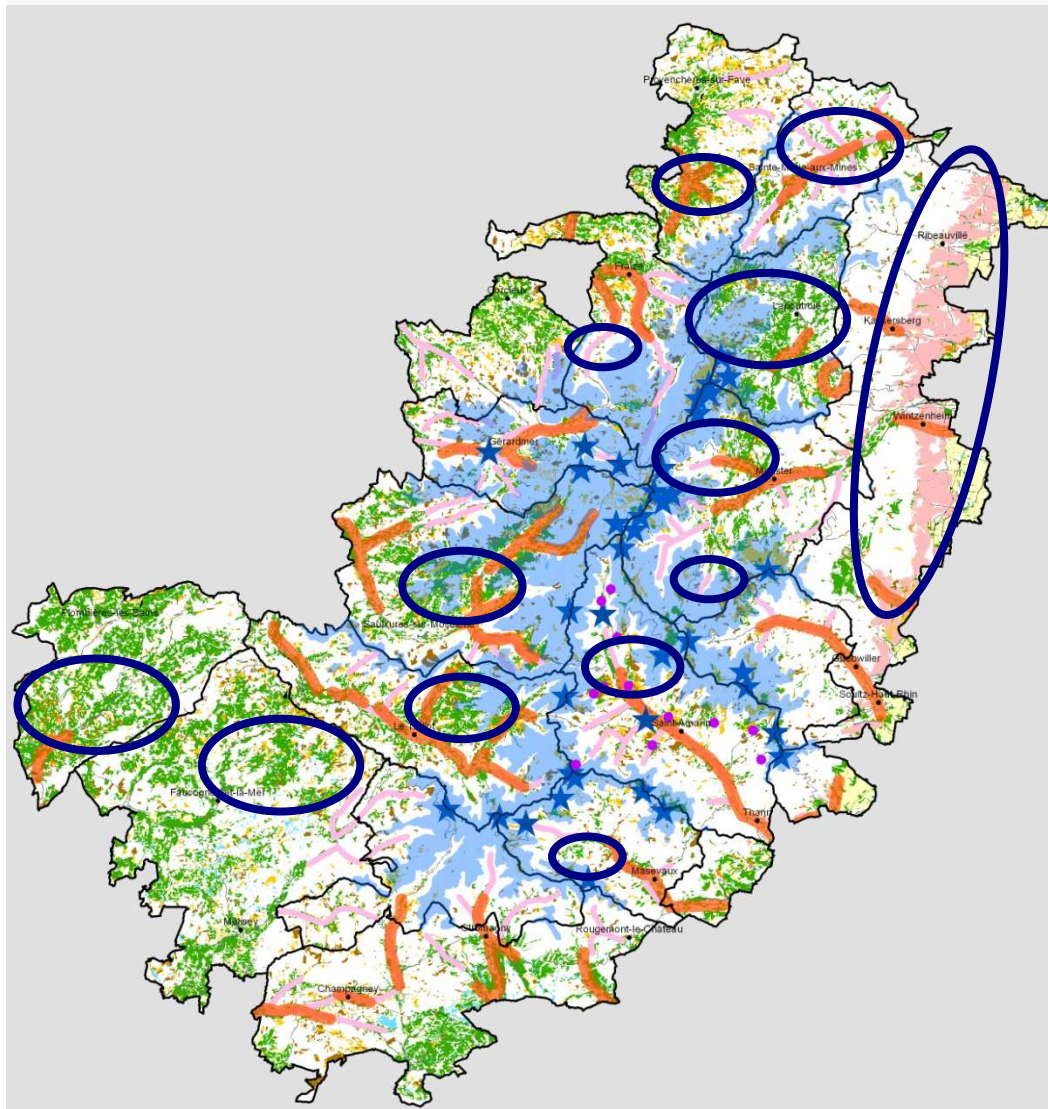 Provenchères-sur-Fave
Sainte-Marie-aux-Mines
Ribeauvillé
Fraize
Corcieux
Lapoutroie
Kaysersberg
Wintzenheim
Gérardmer
Munster
Plombières-les-Bains
Saulxures-sur-Moselotte
Guebwiller
Soultz-Haut-Rhin
Le Thillot
Saint-Amarin
Faucogney-et-la-Mer
Thann
Masevaux
Melisey
Giromagny
Rougemont-le-Château
Champagney